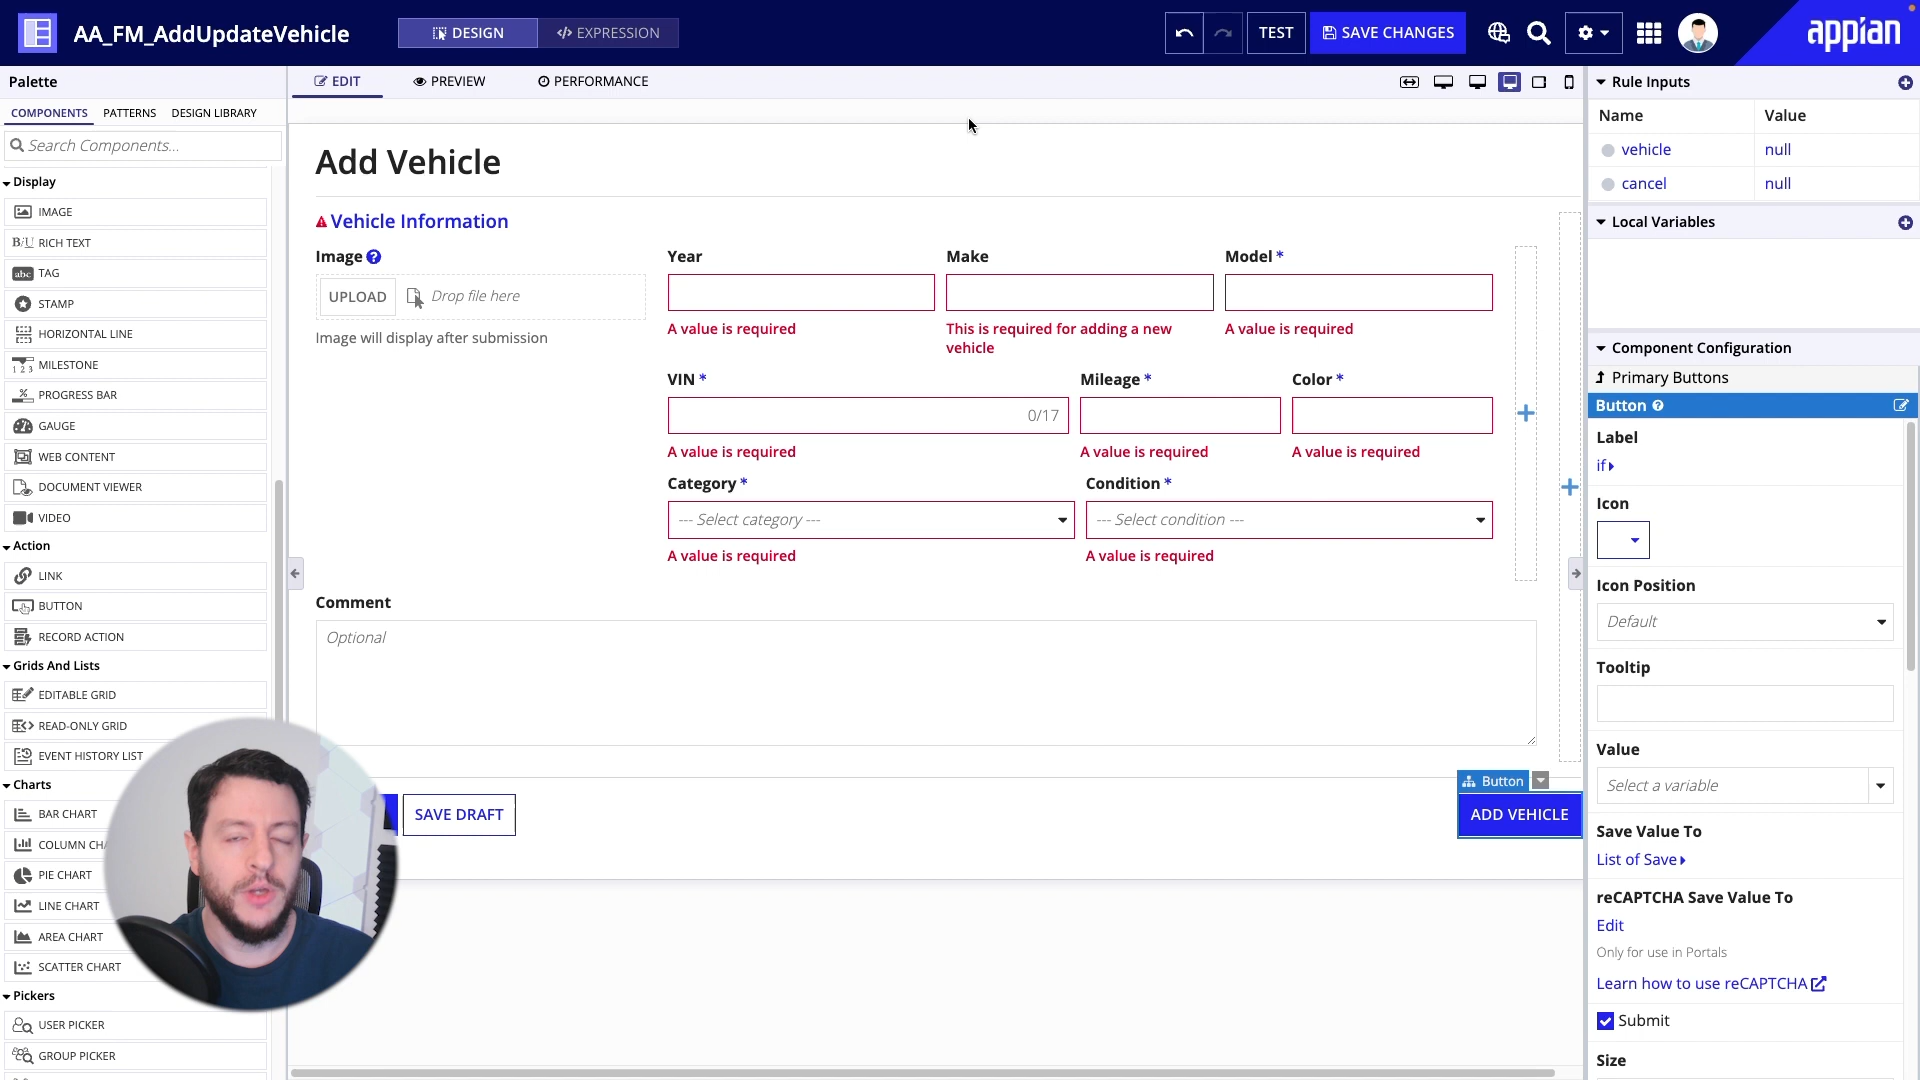 AA_FM_AddUpdateVehicle
DESIGN
EXPRESSION
TEST
SAVE CHANGES
appian
Palette
COMPONENTS
PATTERNS
DESIGN LIBRARY
Search Components...
Display
IMAGE
RICH TEXT
TAG
STAMP
HORIZONTAL LINE
MILESTONE
PROGRESS BAR
GAUGE
WEB CONTENT
DOCUMENT VIEWER
VIDEO
Action
LINK
BUTTON
RECORD ACTION
Grids And Lists
EDITABLE GRID
READ-ONLY GRID
EVENT HISTORY LIST
Charts
BAR CHART
COLUMN CHA
PIE CHART
LINE CHART
AREA CHART
SCATTER CHART
Pickers
USER PICKER
GROUP PICKER
EDIT
PREVIEW
PERFORMANCE
Add Vehicle
Vehicle Information
Image
UPLOAD
Drop file here
Image will display after submission
Year
Make
Model *
A value is required
This is required for adding a new
vehicle
A value is required
VIN *
Mileage *
Color *
0/17
A value is required
A value is required
A value is required
Category *
Condition *
--- Select category ---
--- Select condition ---
A value is required
A value is required
Comment
Optional
Button
SAVE DRAFT
ADD VEHICLE
Rule Inputs
Name
Value
vehicle
null
cancel
null
Local Variables
Component Configuration
Primary Buttons
Button
Label
if
Icon
Icon Position
Default
Tooltip
Value
Select a variable
Save Value To
List of Save
reCAPTCHA Save Value To
Edit
Only for use in Portals
Learn how to use reCAPTCHA
Submit
Size